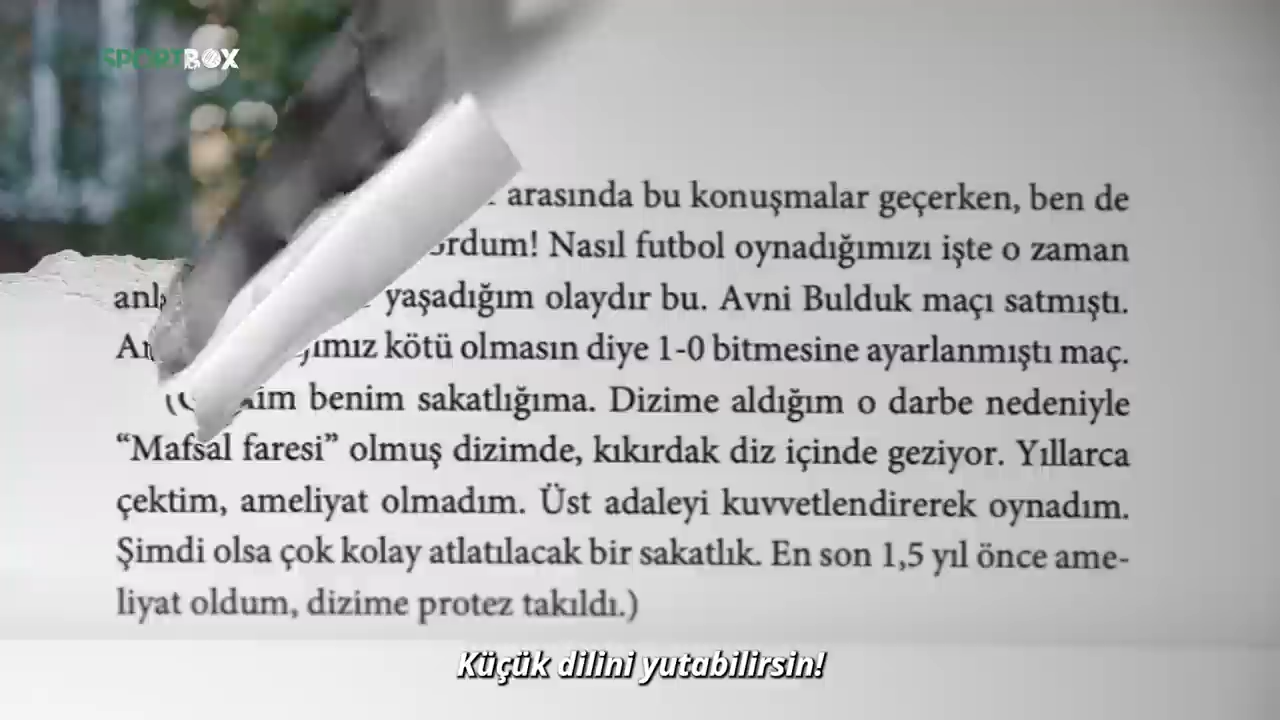 SPORTBOX
arasında bu konuşmalar geçerken, ben de
Nasıl futbol oynadığımızı işte o zaman
yaşadığım olaydır bu. Avni Bulduk maçı satmıştı.
kötü olmasın diye 1-0 bitmesine ayarlanmıştı maç.
benim sakatlığıma. Dizime aldığım o darbe nedeniyle
“Mafsal faresi” olmuş dizimde, kıkırdak diz içinde geziyor. Yıllarca
çektim, ameliyat olmadım. Üst adaleyi kuvvetlendirerek oynadım.
Şimdi olsa çok kolay atlatılacak bir sakatlık. En son 1,5 yıl önce ame-
liyat oldum, dizime protez takıldı.)
Küçük dilini yutabilirsin!